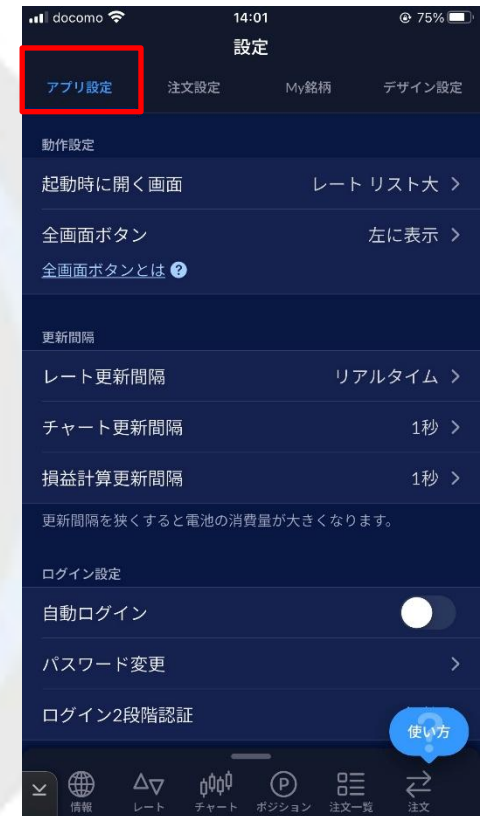 docomo 14:01 75%
設定
アプリ設定 注文設定 My銘柄 デザイン設定
動作設定
起動時に開く画面 レート リスト大
全画面ボタン 左に表示
全画面ボタンとは ?
更新間隔
レート更新間隔 リアルタイム
チャート更新間隔 1秒
損益計算更新間隔 1秒
更新間隔を狭くすると電池の消費量が大きくなります。
ログイン設定
自動ログイン
パスワード変更
ログイン2段階認証
使い方
情報 レート チャート ポジション 注文一覧 注文